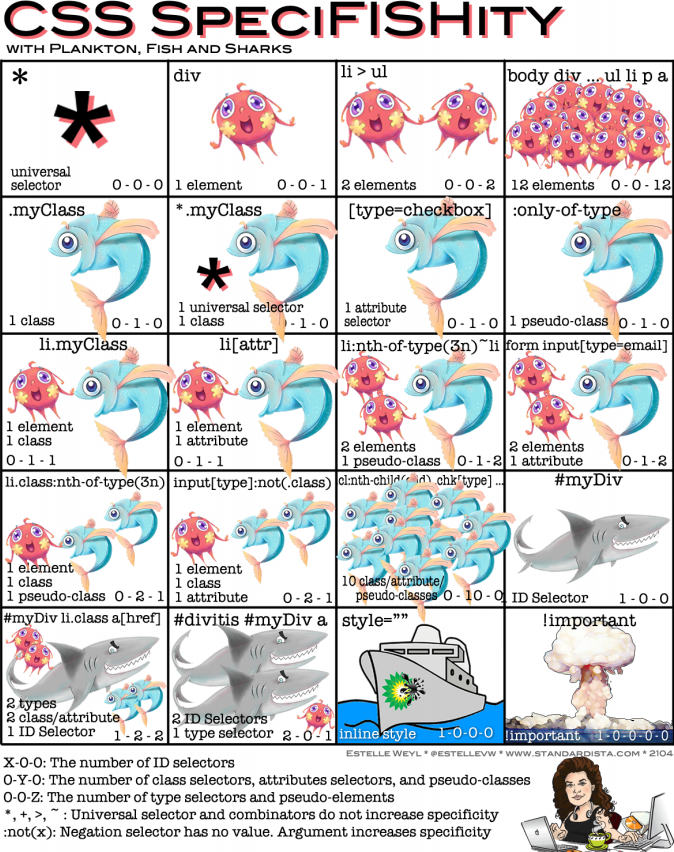 CSS SpeciFISHity
with Plankton, Fish and Sharks
*
*
universal
selector
0-0-0
div
1 element
0-0-1
li > ul
2 elements
0-0-2
body div ... ul li p a
12 elements
0-0-12
.myClass
1 class
0-1-0
*.myClass
*
1 universal selector
1 class
0-1-0
[type=checkbox]
1 attribute
selector
0-1-0
:only-of-type
1 pseudo-class
0-1-0
li.myClass
1 element
1 class
0-1-1
li[attr]
1 element
1 attribute
0-1-1
li:nth-of-type(3n)~li
2 elements
1 pseudo-class
0-1-2
form input[type=email]
2 elements
1 attribute
0-1-2
li.class:nth-of-type(3n)
1 element
1 class
1 pseudo-class
0-2-1
input[type]:not(.class)
1 element
1 class
1 attribute
0-2-1
.chk[type] ...
10 class/attribute/
pseudo-classes
0-10-0
#myDiv
ID Selector
1-0-0
#myDiv li.class a[href]
2 types
2 class/attribute
1 ID Selector
1-2-2
#divitis #myDiv a
2 ID Selectors
1 type selector
2-0-1
style=""
bp
inline style
1-0-0-0
!important
!important
1-0-0-0-0
Estelle Weyl * @estellevw * www.standardista.com * 2104
X-0-0: The number of ID selectors
0-Y-0: The number of class selectors, attributes selectors, and pseudo-classes
0-0-Z: The number of type selectors and pseudo-elements
*, +, >, ~ : Universal selector and combinators do not increase specificity
:not(x): Negation selector has no value. Argument increases specificity